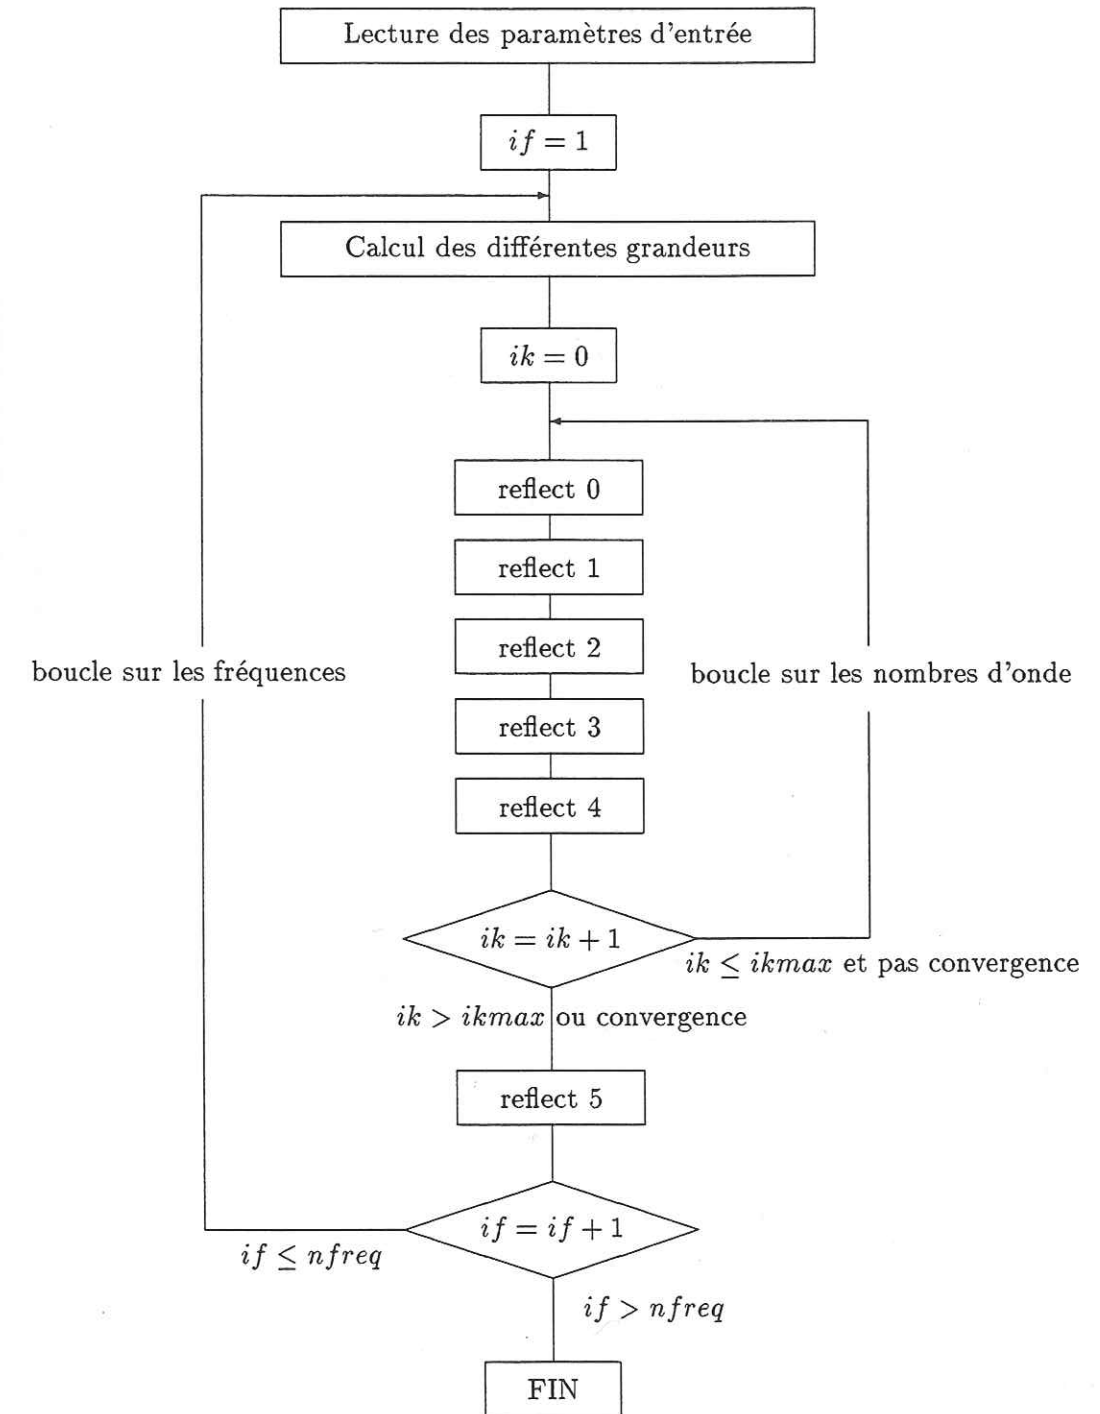 Lecture des paramètres d'entrée
if = 1
Calcul des différentes grandeurs
ik = 0
reflect 0
reflect 1
reflect 2
boucle sur les fréquences
boucle sur les nombres d'onde
reflect 3
reflect 4
ik = ik + 1
ik ≤ ikmax et pas convergence
ik > ikmax ou convergence
reflect 5
if = if + 1
if ≤ nfreq
if > nfreq
FIN